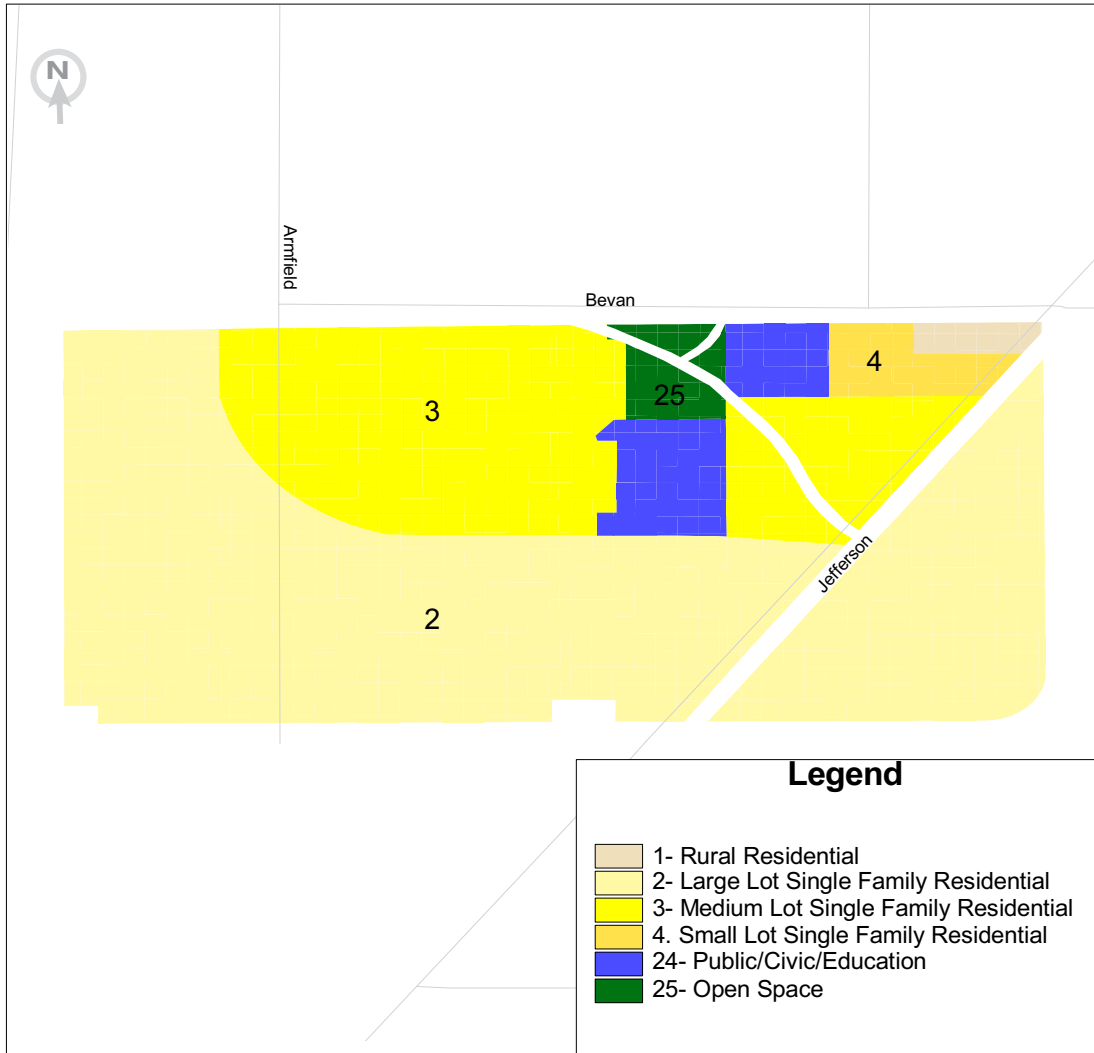 N
Armfield
Bevan
4
25
3
Jefferson
2
Legend
1- Rural Residential
2- Large Lot Single Family Residential
3- Medium Lot Single Family Residential
4. Small Lot Single Family Residential
24- Public/Civic/Education
25- Open Space